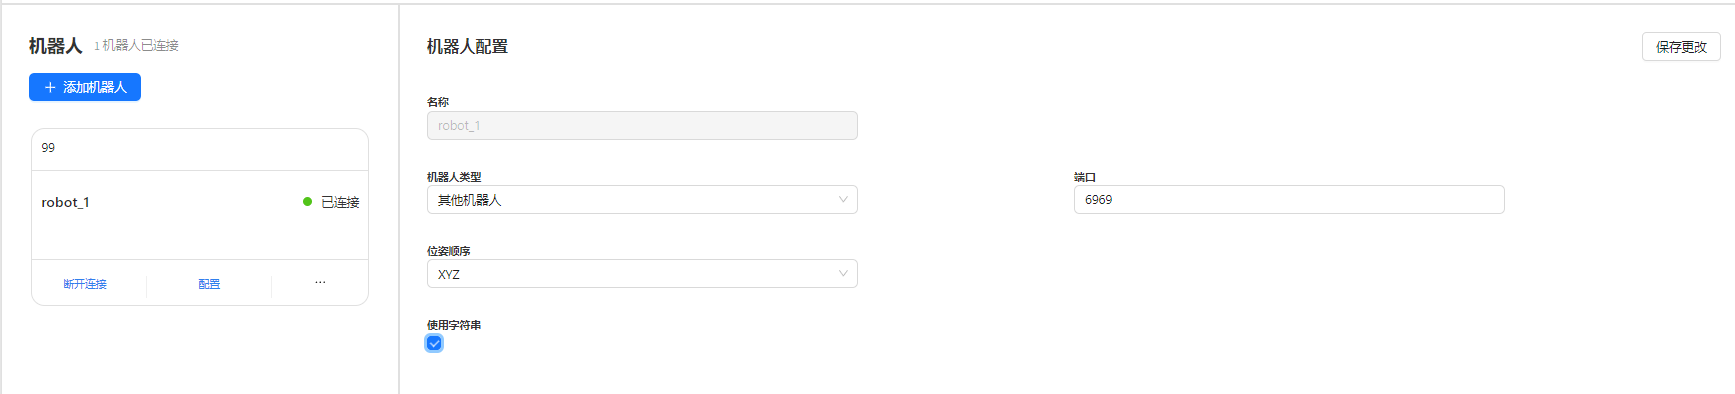 机器人 1 机器人已连接
+ 添加机器人
99
robot_1 已连接
断开连接 配置 ...
机器人配置 保存更改
名称
robot_1
机器人类型
其他机器人
端口
6969
位姿顺序
XYZ
使用字符串